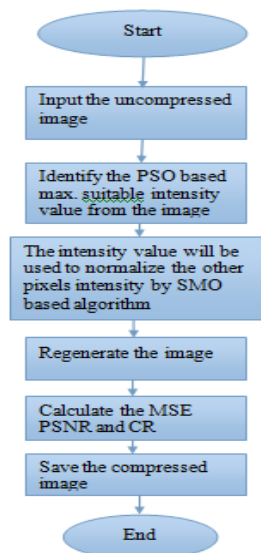 Start
Input the uncompressed
image
Identify the PSO based
max. suitable intensity
value from the image
The intensity value will be
used to normalize the other
pixels intensity by SMO
based algorithm
Regenerate the image
Calculate the MSE
PSNR and CR
Save the compressed
image
End